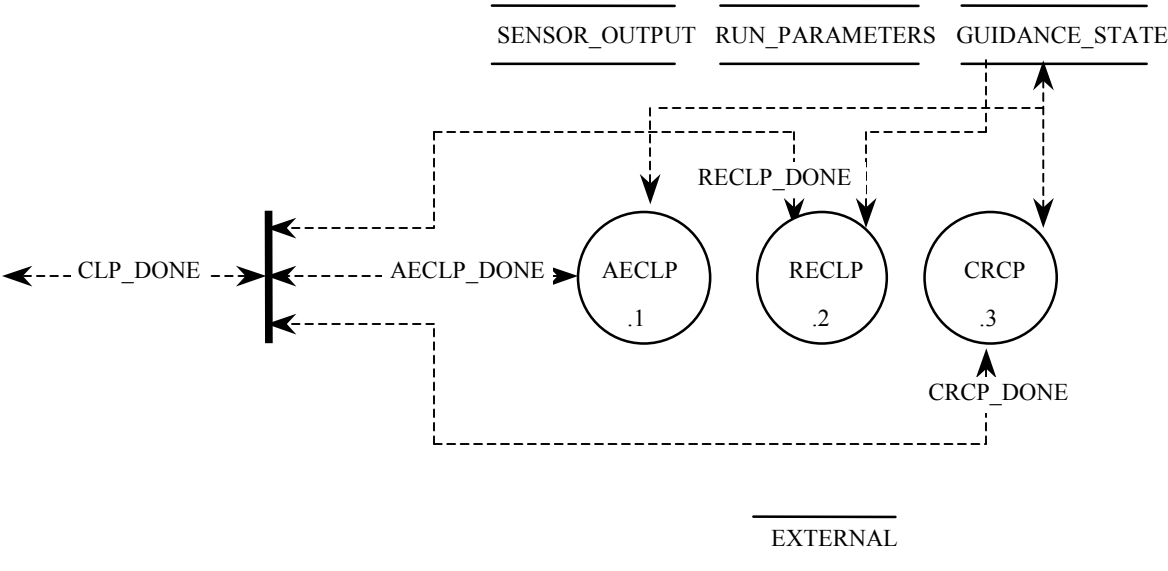 SENSOR_OUTPUT RUN_PARAMETERS GUIDANCE_STATE
RECLP_DONE
CLP_DONE AECLP_DONE AECLP RECLP CRCP
.1 .2 .3
CRCP_DONE
EXTERNAL